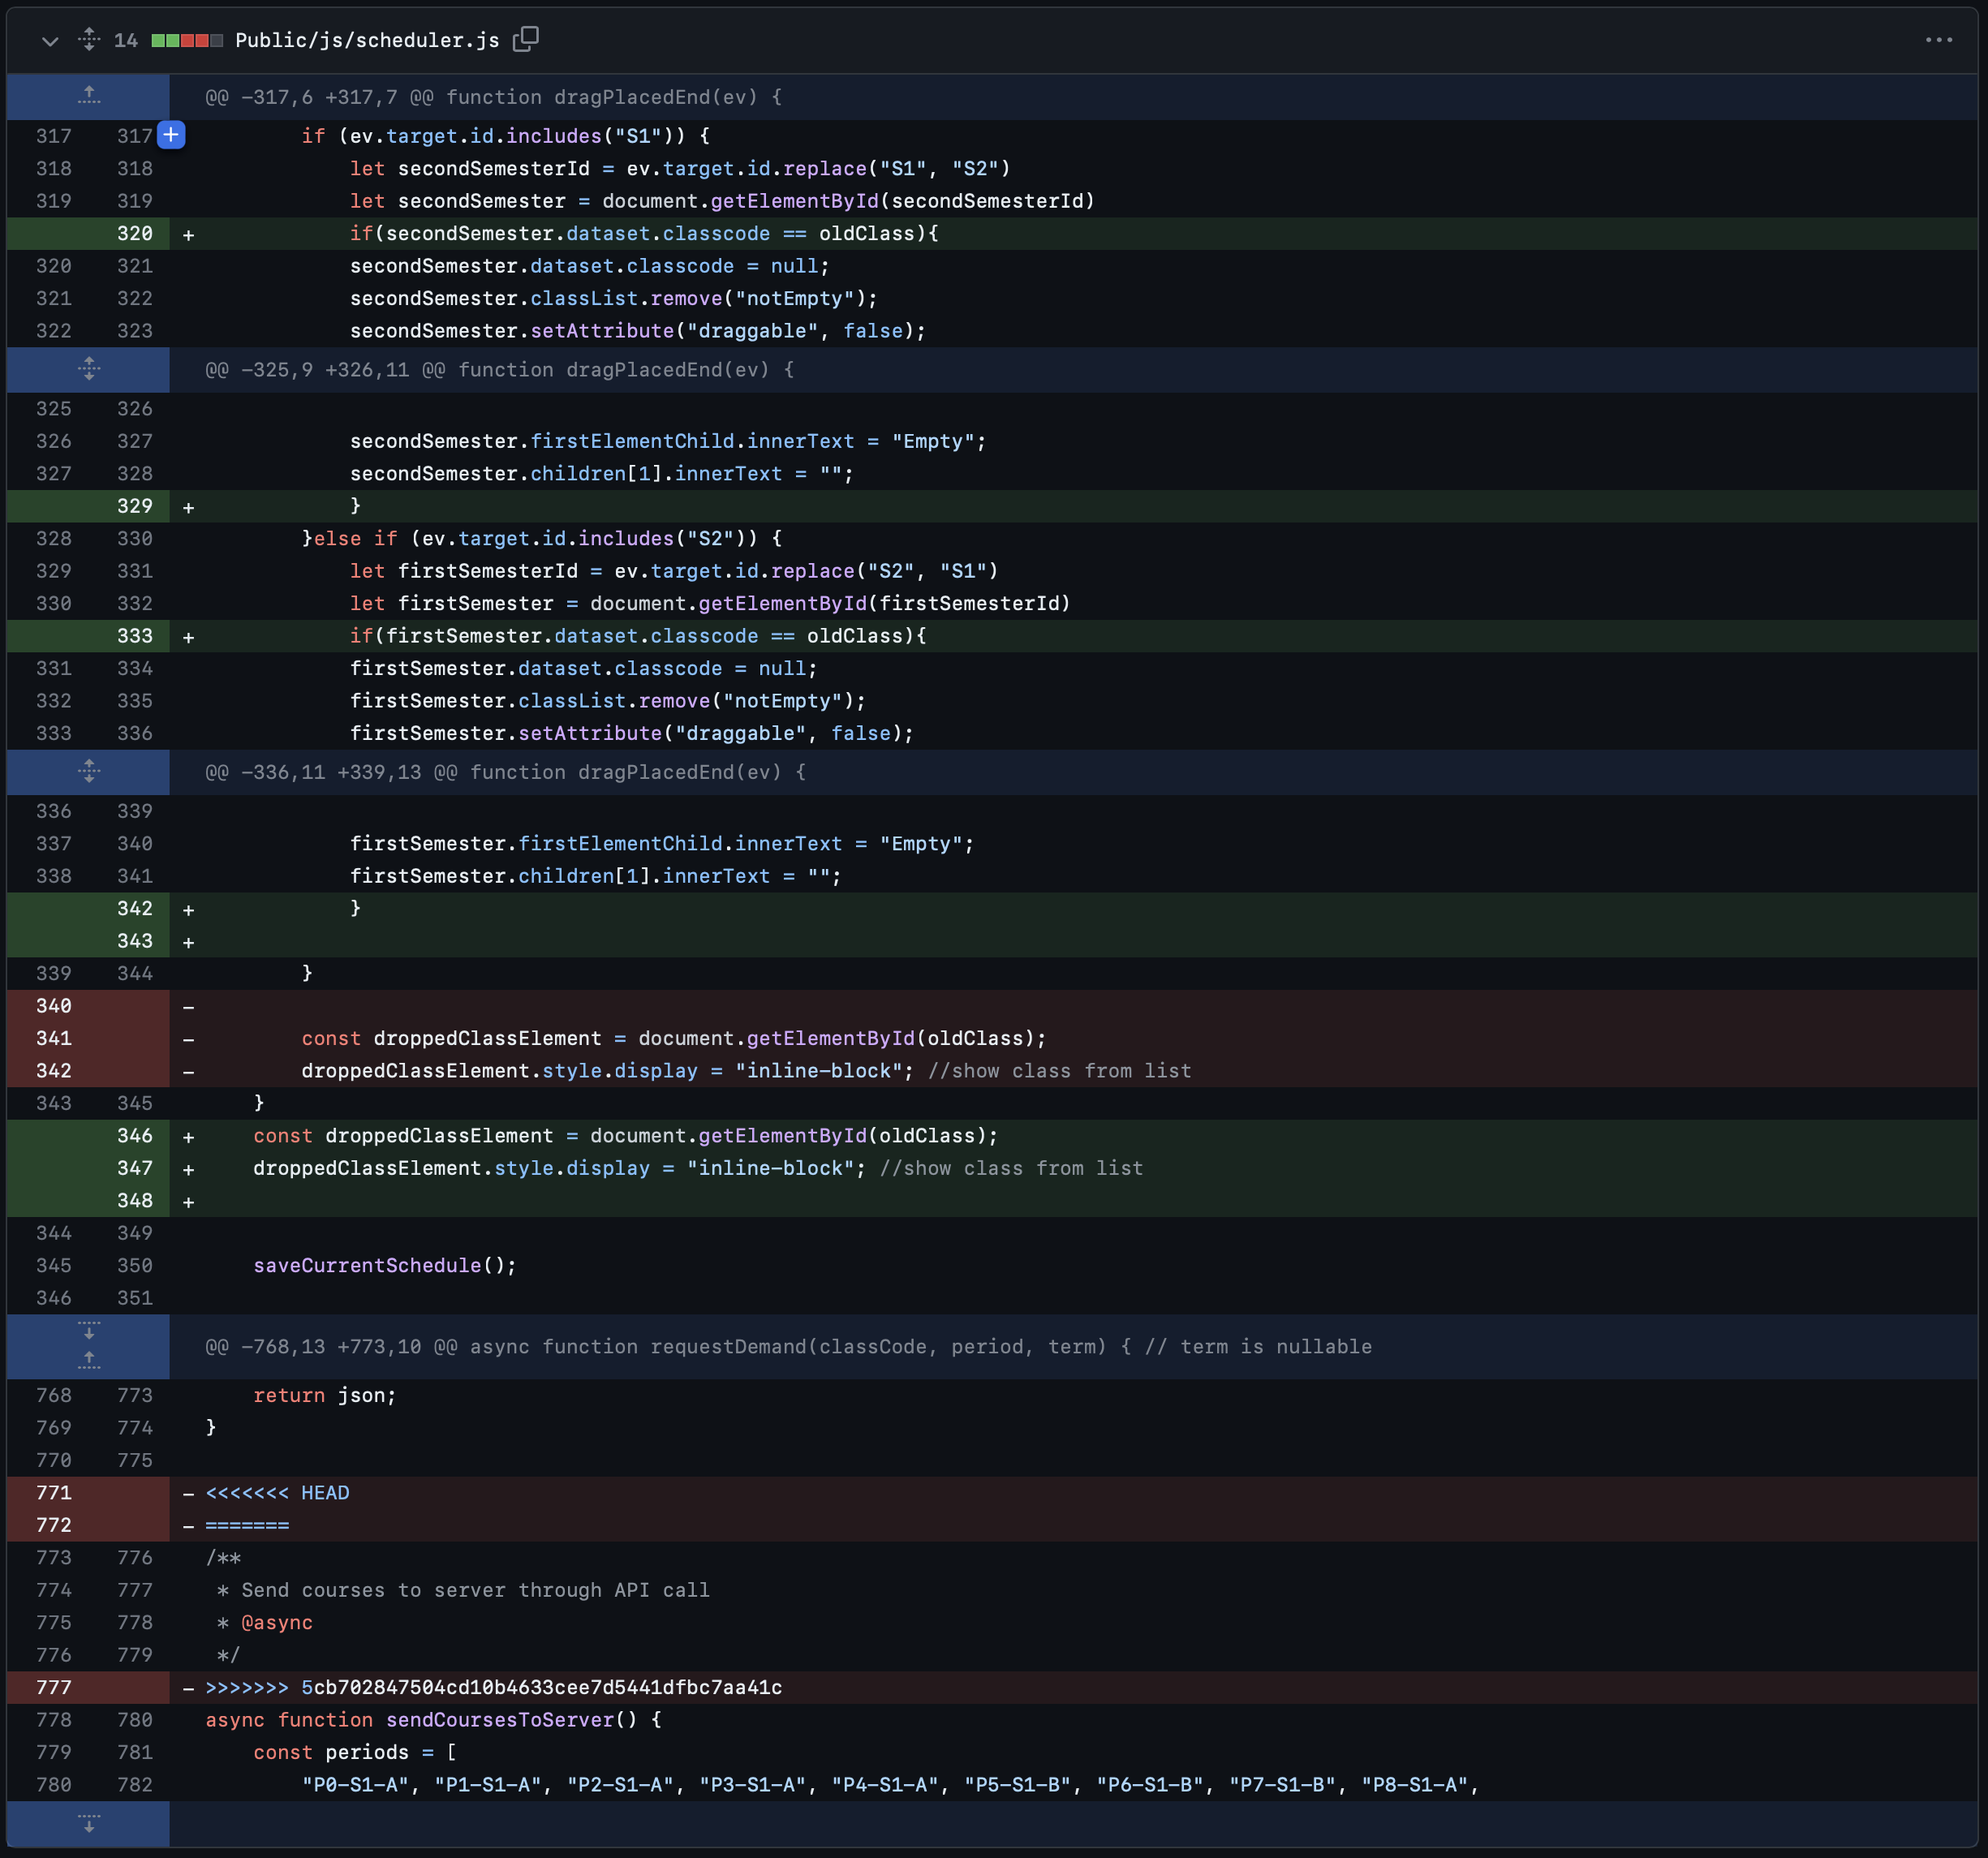 14 Public/js/scheduler.js
@@ -317,6 +317,7 @@ function dragPlacedEnd(ev) {
317 317 if (ev.target.id.includes("S1")) {
318 318 let secondSemesterId = ev.target.id.replace("S1", "S2")
319 319 let secondSemester = document.getElementById(secondSemesterId)
320 + if(secondSemester.dataset.classcode == oldClass){
320 321 secondSemester.dataset.classcode = null;
321 322 secondSemester.classList.remove("notEmpty");
322 323 secondSemester.setAttribute("draggable", false);
@@ -325,9 +326,11 @@ function dragPlacedEnd(ev) {
325 326
326 327 secondSemester.firstElementChild.innerText = "Empty";
327 328 secondSemester.children[1].innerText = "";
329 + }
328 330 }else if (ev.target.id.includes("S2")) {
329 331 let firstSemesterId = ev.target.id.replace("S2", "S1")
330 332 let firstSemester = document.getElementById(firstSemesterId)
333 + if(firstSemester.dataset.classcode == oldClass){
331 334 firstSemester.dataset.classcode = null;
332 335 firstSemester.classList.remove("notEmpty");
333 336 firstSemester.setAttribute("draggable", false);
@@ -336,11 +339,13 @@ function dragPlacedEnd(ev) {
336 339
337 340 firstSemester.firstElementChild.innerText = "Empty";
338 341 firstSemester.children[1].innerText = "";
342 + }
343 +
339 344 }
340 -
341 - const droppedClassElement = document.getElementById(oldClass);
342 - droppedClassElement.style.display = "inline-block"; //show class from list
343 345 }
346 + const droppedClassElement = document.getElementById(oldClass);
347 + droppedClassElement.style.display = "inline-block"; //show class from list
348 +
344 349
345 350 saveCurrentSchedule();
346 351
@@ -768,13 +773,10 @@ async function requestDemand(classCode, period, term) { // term is nullable
768 773 return json;
769 774 }
770 775
771 - <<<<<<< HEAD
772 - =======
773 776 /**
774 777 * Send courses to server through API call
775 778 * @async
776 779 */
777 - >>>>>>> 5cb702847504cd10b4633cee7d5441dfbc7aa41c
778 780 async function sendCoursesToServer() {
779 781 const periods = [
780 782 "P0-S1-A", "P1-S1-A", "P2-S1-A", "P3-S1-A", "P4-S1-A", "P5-S1-B", "P6-S1-B", "P7-S1-B", "P8-S1-A",